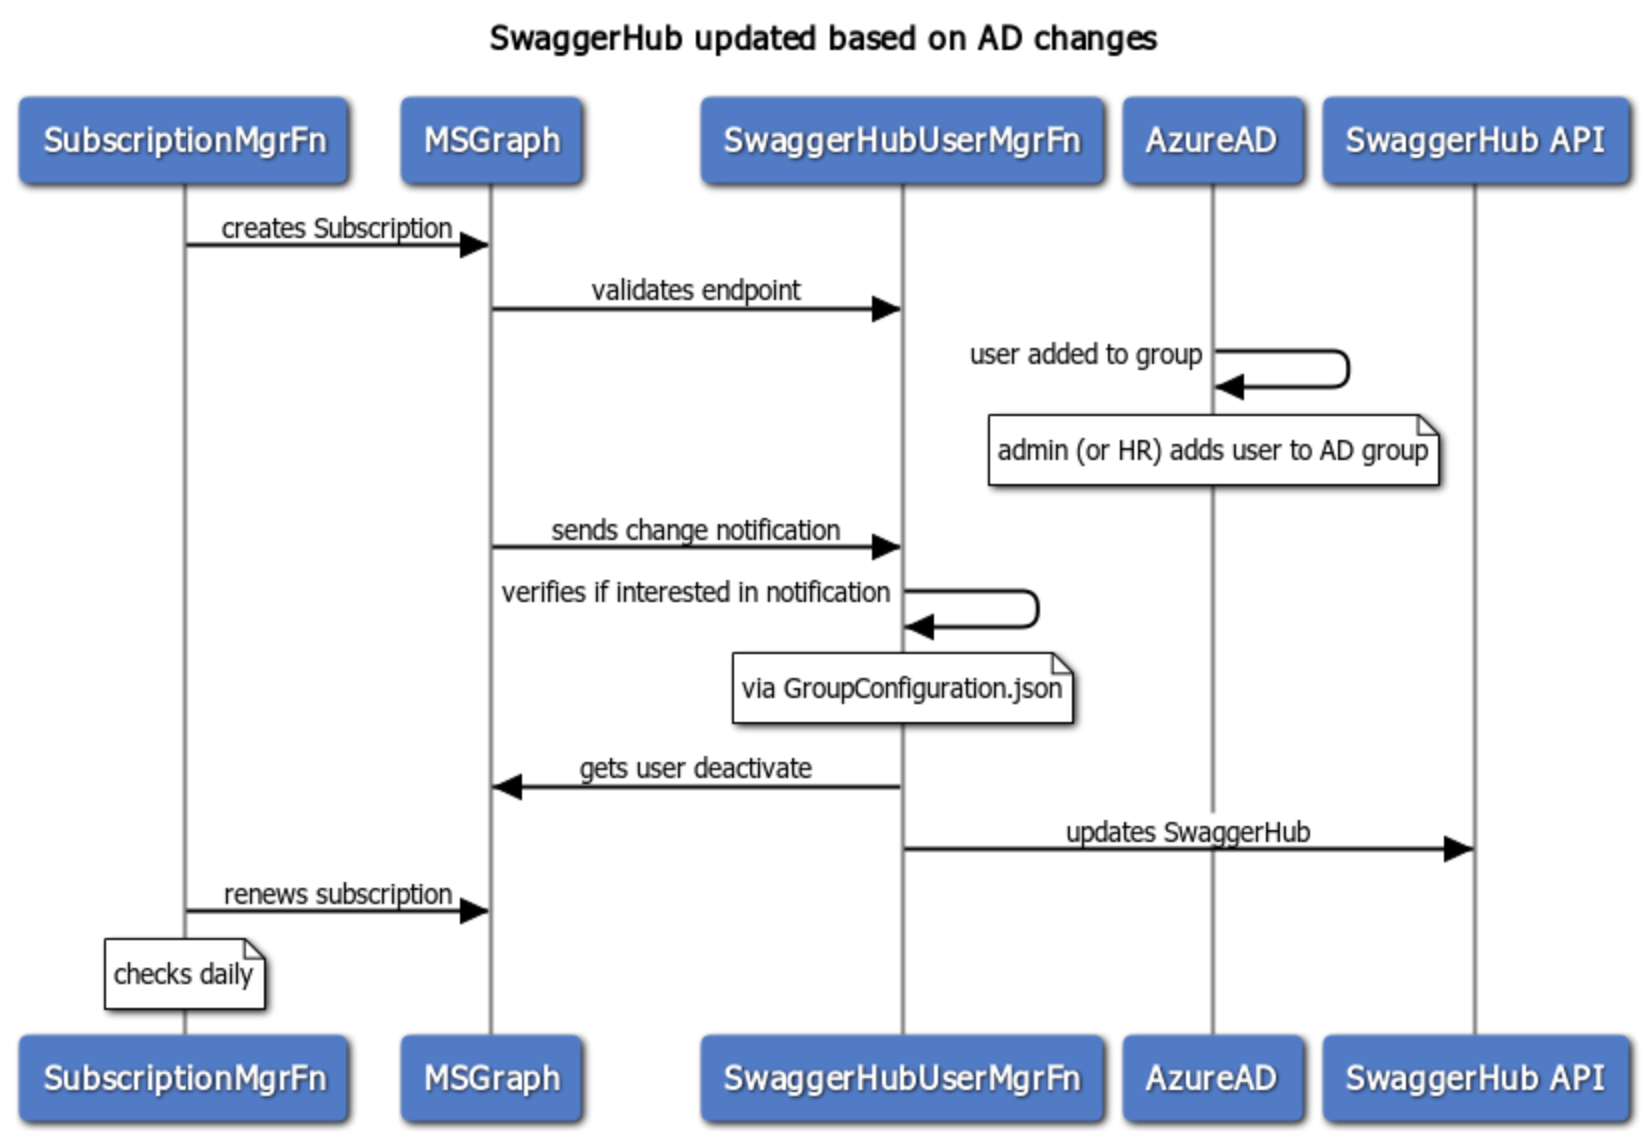 SwaggerHub updated based on AD changes
SubscriptionMgrFn
MSGraph
SwaggerHubUserMgrFn
AzureAD
SwaggerHub API
creates Subscription
validates endpoint
user added to group
admin (or HR) adds user to AD group
sends change notification
verifies if interested in notification
via GroupConfiguration.json
gets user deactivate
updates SwaggerHub
renews subscription
checks daily
SubscriptionMgrFn
MSGraph
SwaggerHubUserMgrFn
AzureAD
SwaggerHub API